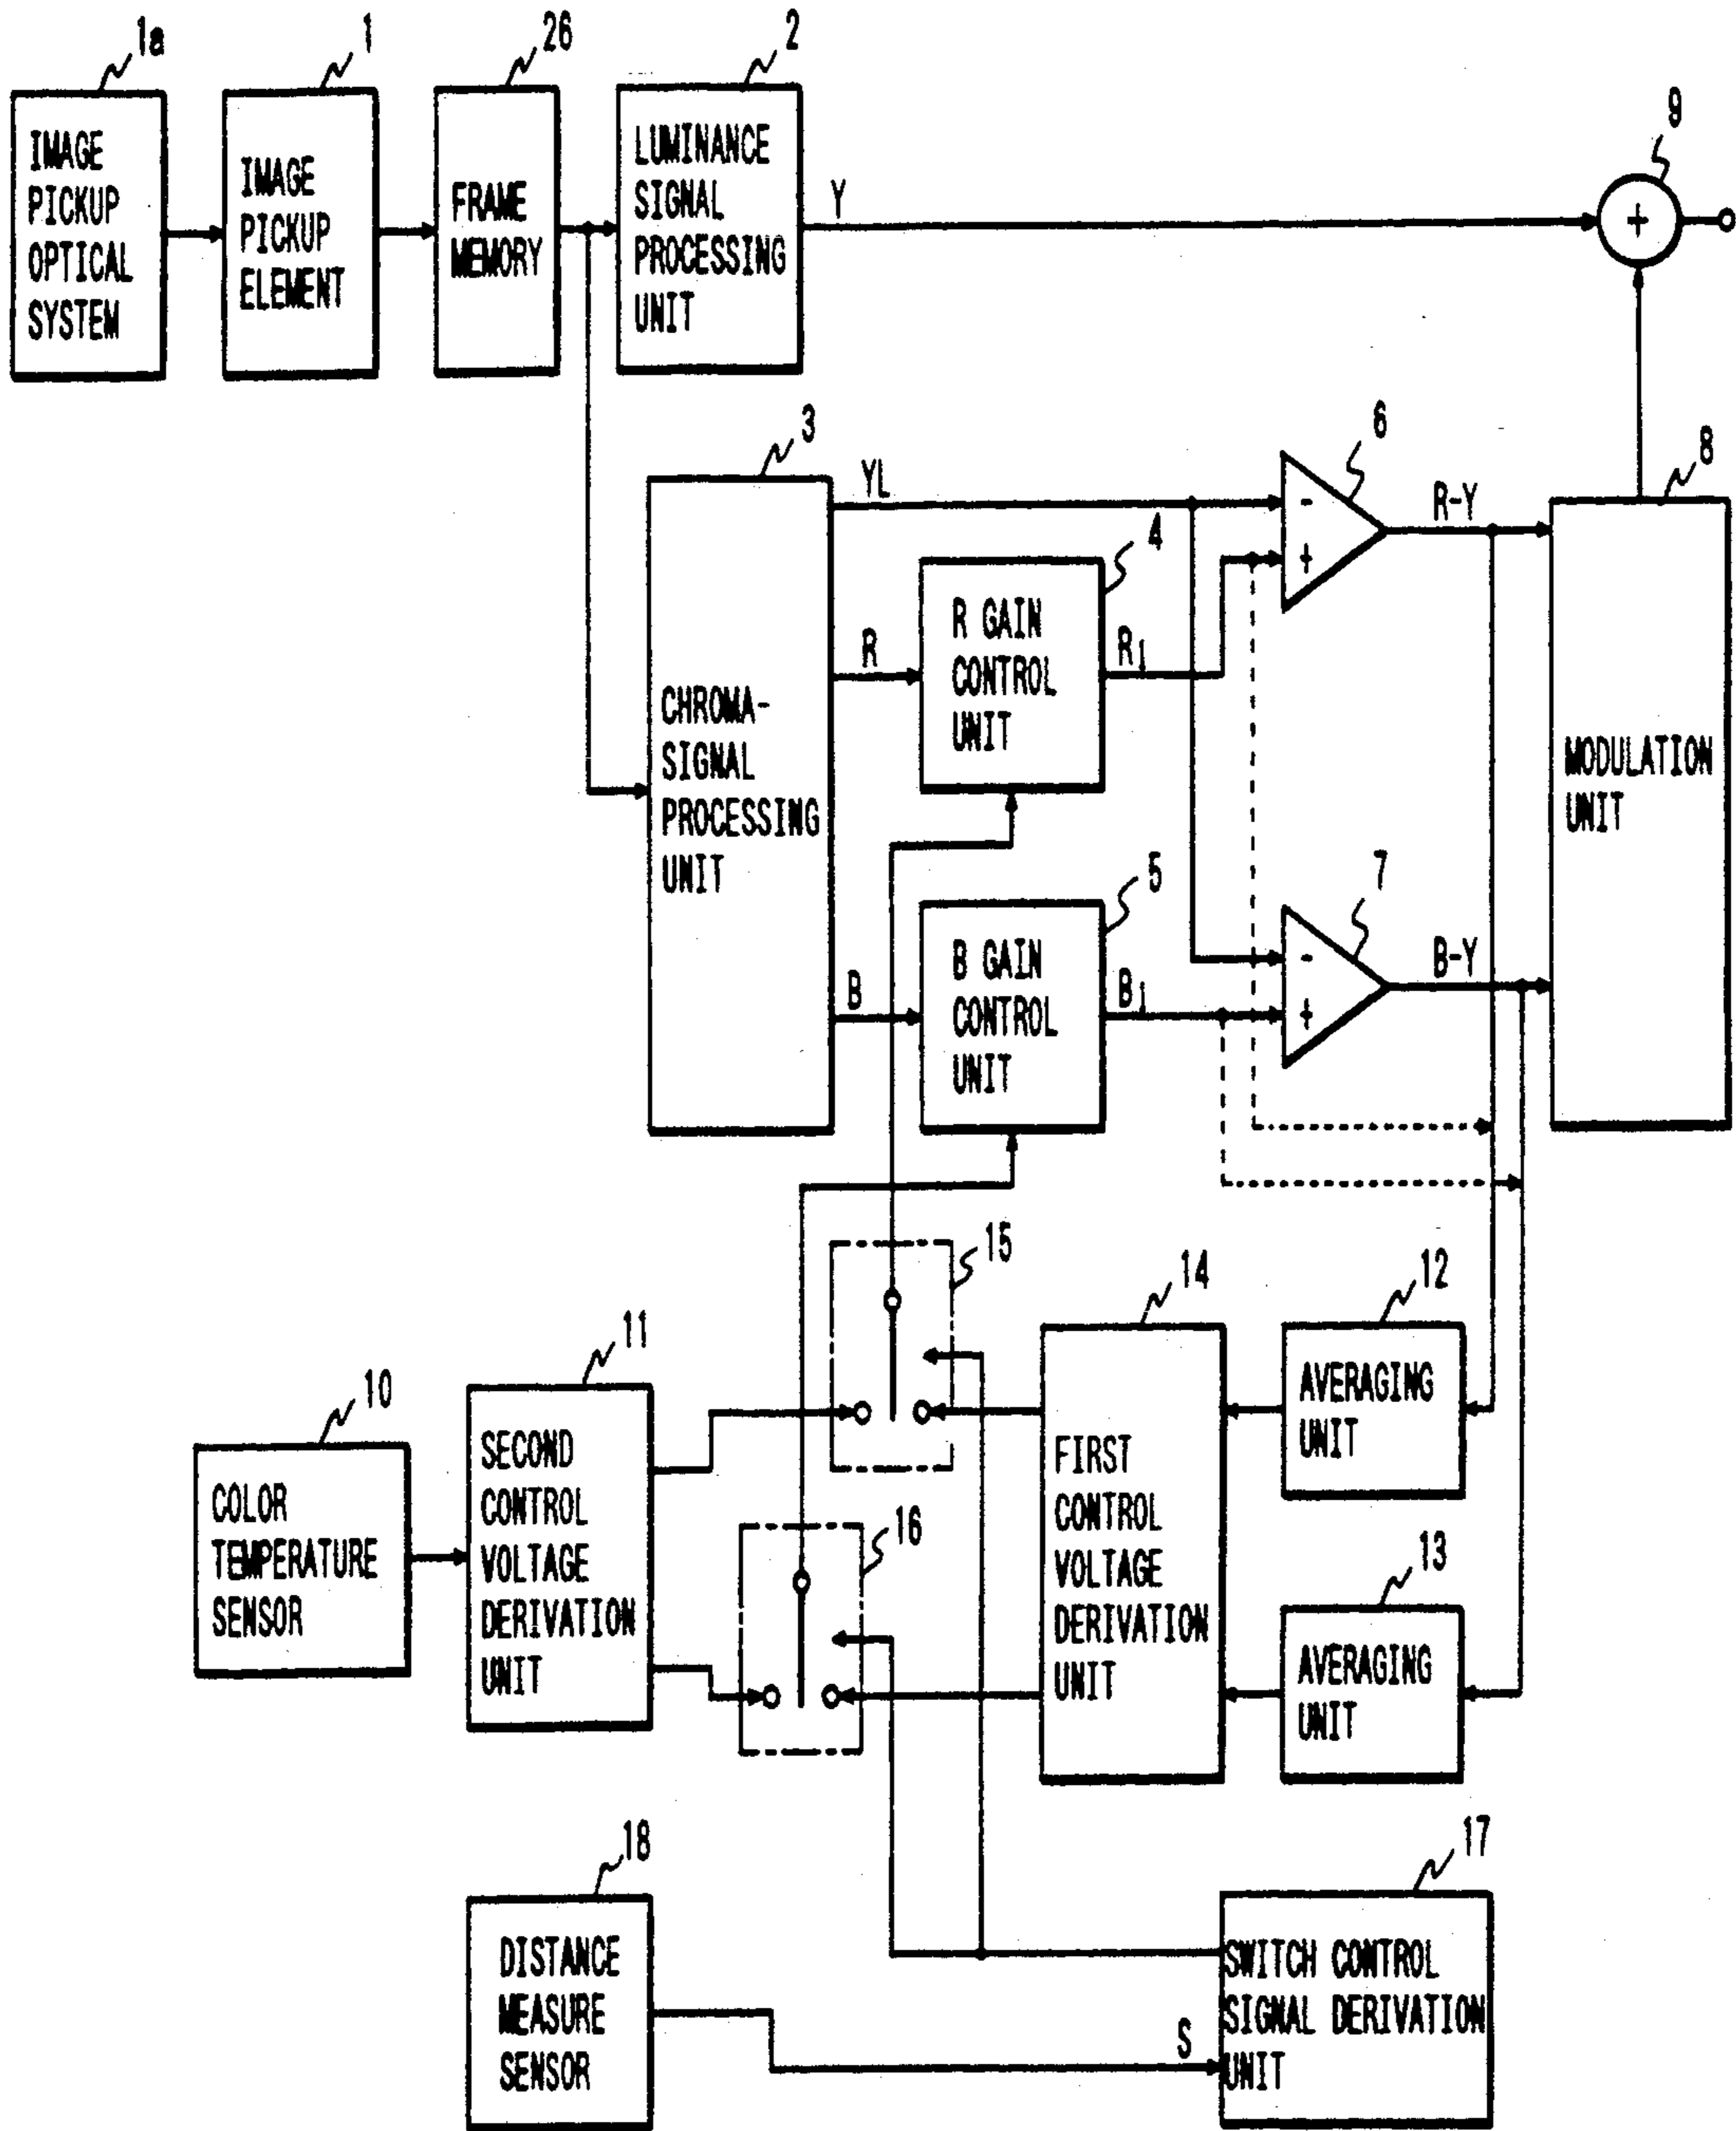 1a
1
26
2
9
IMAGE
PICKUP
OPTICAL
SYSTEM
IMAGE
PICKUP
ELEMENT
FRAME
MEMORY
LUMINANCE
SIGNAL
PROCESSING
UNIT
Y
+
3
CHROMA-
SIGNAL
PROCESSING
UNIT
YL
R
B
4
R GAIN
CONTROL
UNIT
R1
5
B GAIN
CONTROL
UNIT
B1
6
-
+
R-Y
7
-
+
B-Y
8
MODULATION
UNIT
15
16
14
FIRST
CONTROL
VOLTAGE
DERIVATION
UNIT
12
AVERAGING
UNIT
13
AVERAGING
UNIT
10
COLOR
TEMPERATURE
SENSOR
11
SECOND
CONTROL
VOLTAGE
DERIVATION
UNIT
18
DISTANCE
MEASURE
SENSOR
S
17
SWITCH CONTROL
SIGNAL DERIVATION
UNIT